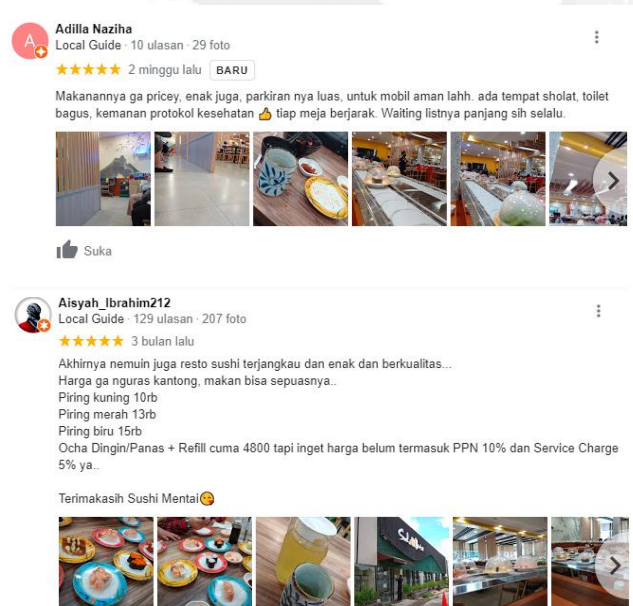 A
Adilla Naziha
Local Guide · 10 ulasan · 29 foto
2 minggu lalu BARU
Makanannya ga pricey, enak juga, parkiran nya luas, untuk mobil aman lahh. ada tempat sholat, toilet
bagus, kemanan protokol kesehatan 👍 tiap meja berjarak. Waiting listnya panjang sih selalu.
Suka
Aisyah_Ibrahim212
Local Guide · 129 ulasan · 207 foto
3 bulan lalu
Akhirnya nemuin juga resto sushi terjangkau dan enak dan berkualitas...
Harga ga nguras kantong, makan bisa sepuasnya..
Piring kuning 10rb
Piring merah 13rb
Piring biru 15rb
Ocha Dingin/Panas + Refill cuma 4800 tapi inget harga belum termasuk PPN 10% dan Service Charge
5% ya..
Terimakasih Sushi Mentai😋